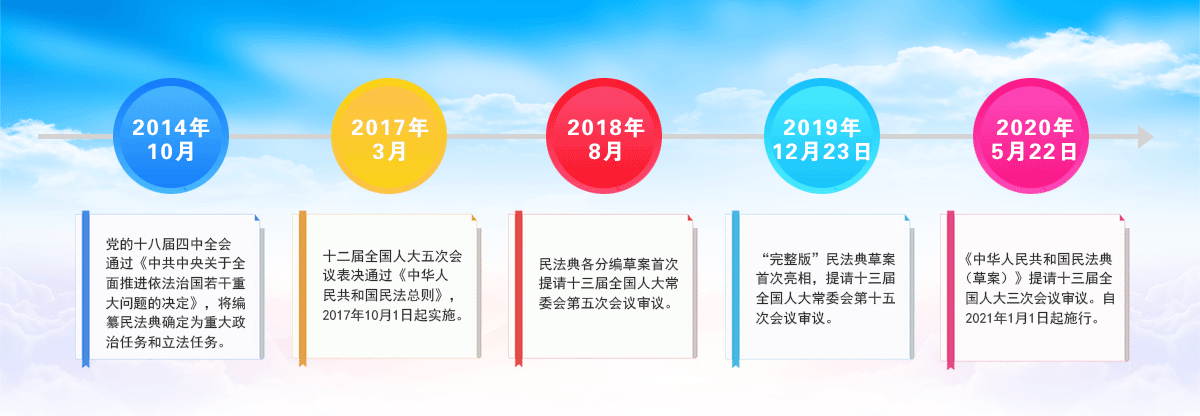 2014年
10月
2017年
3月
2018年
8月
2019年
12月23日
2020年
5月22日
党的十八届四中全会
通过《中共中央关于全
面推进依法治国若干重
大问题的决定》，将编
纂民法典确定为重大政
治任务和立法任务。
十二届全国人大五次会
议表决通过《中华人
民共和国民法总则》，
2017年10月1日起实施。
民法典各分编草案首次
提请十三届全国人大常
委会第五次会议审议。
“完整版”民法典草案
首次亮相，提请十三届
全国人大常委会第十五
次会议审议。
《中华人民共和国民法典
（草案）》提请十三届全
国人大三次会议审议。自
2021年1月1日起施行。